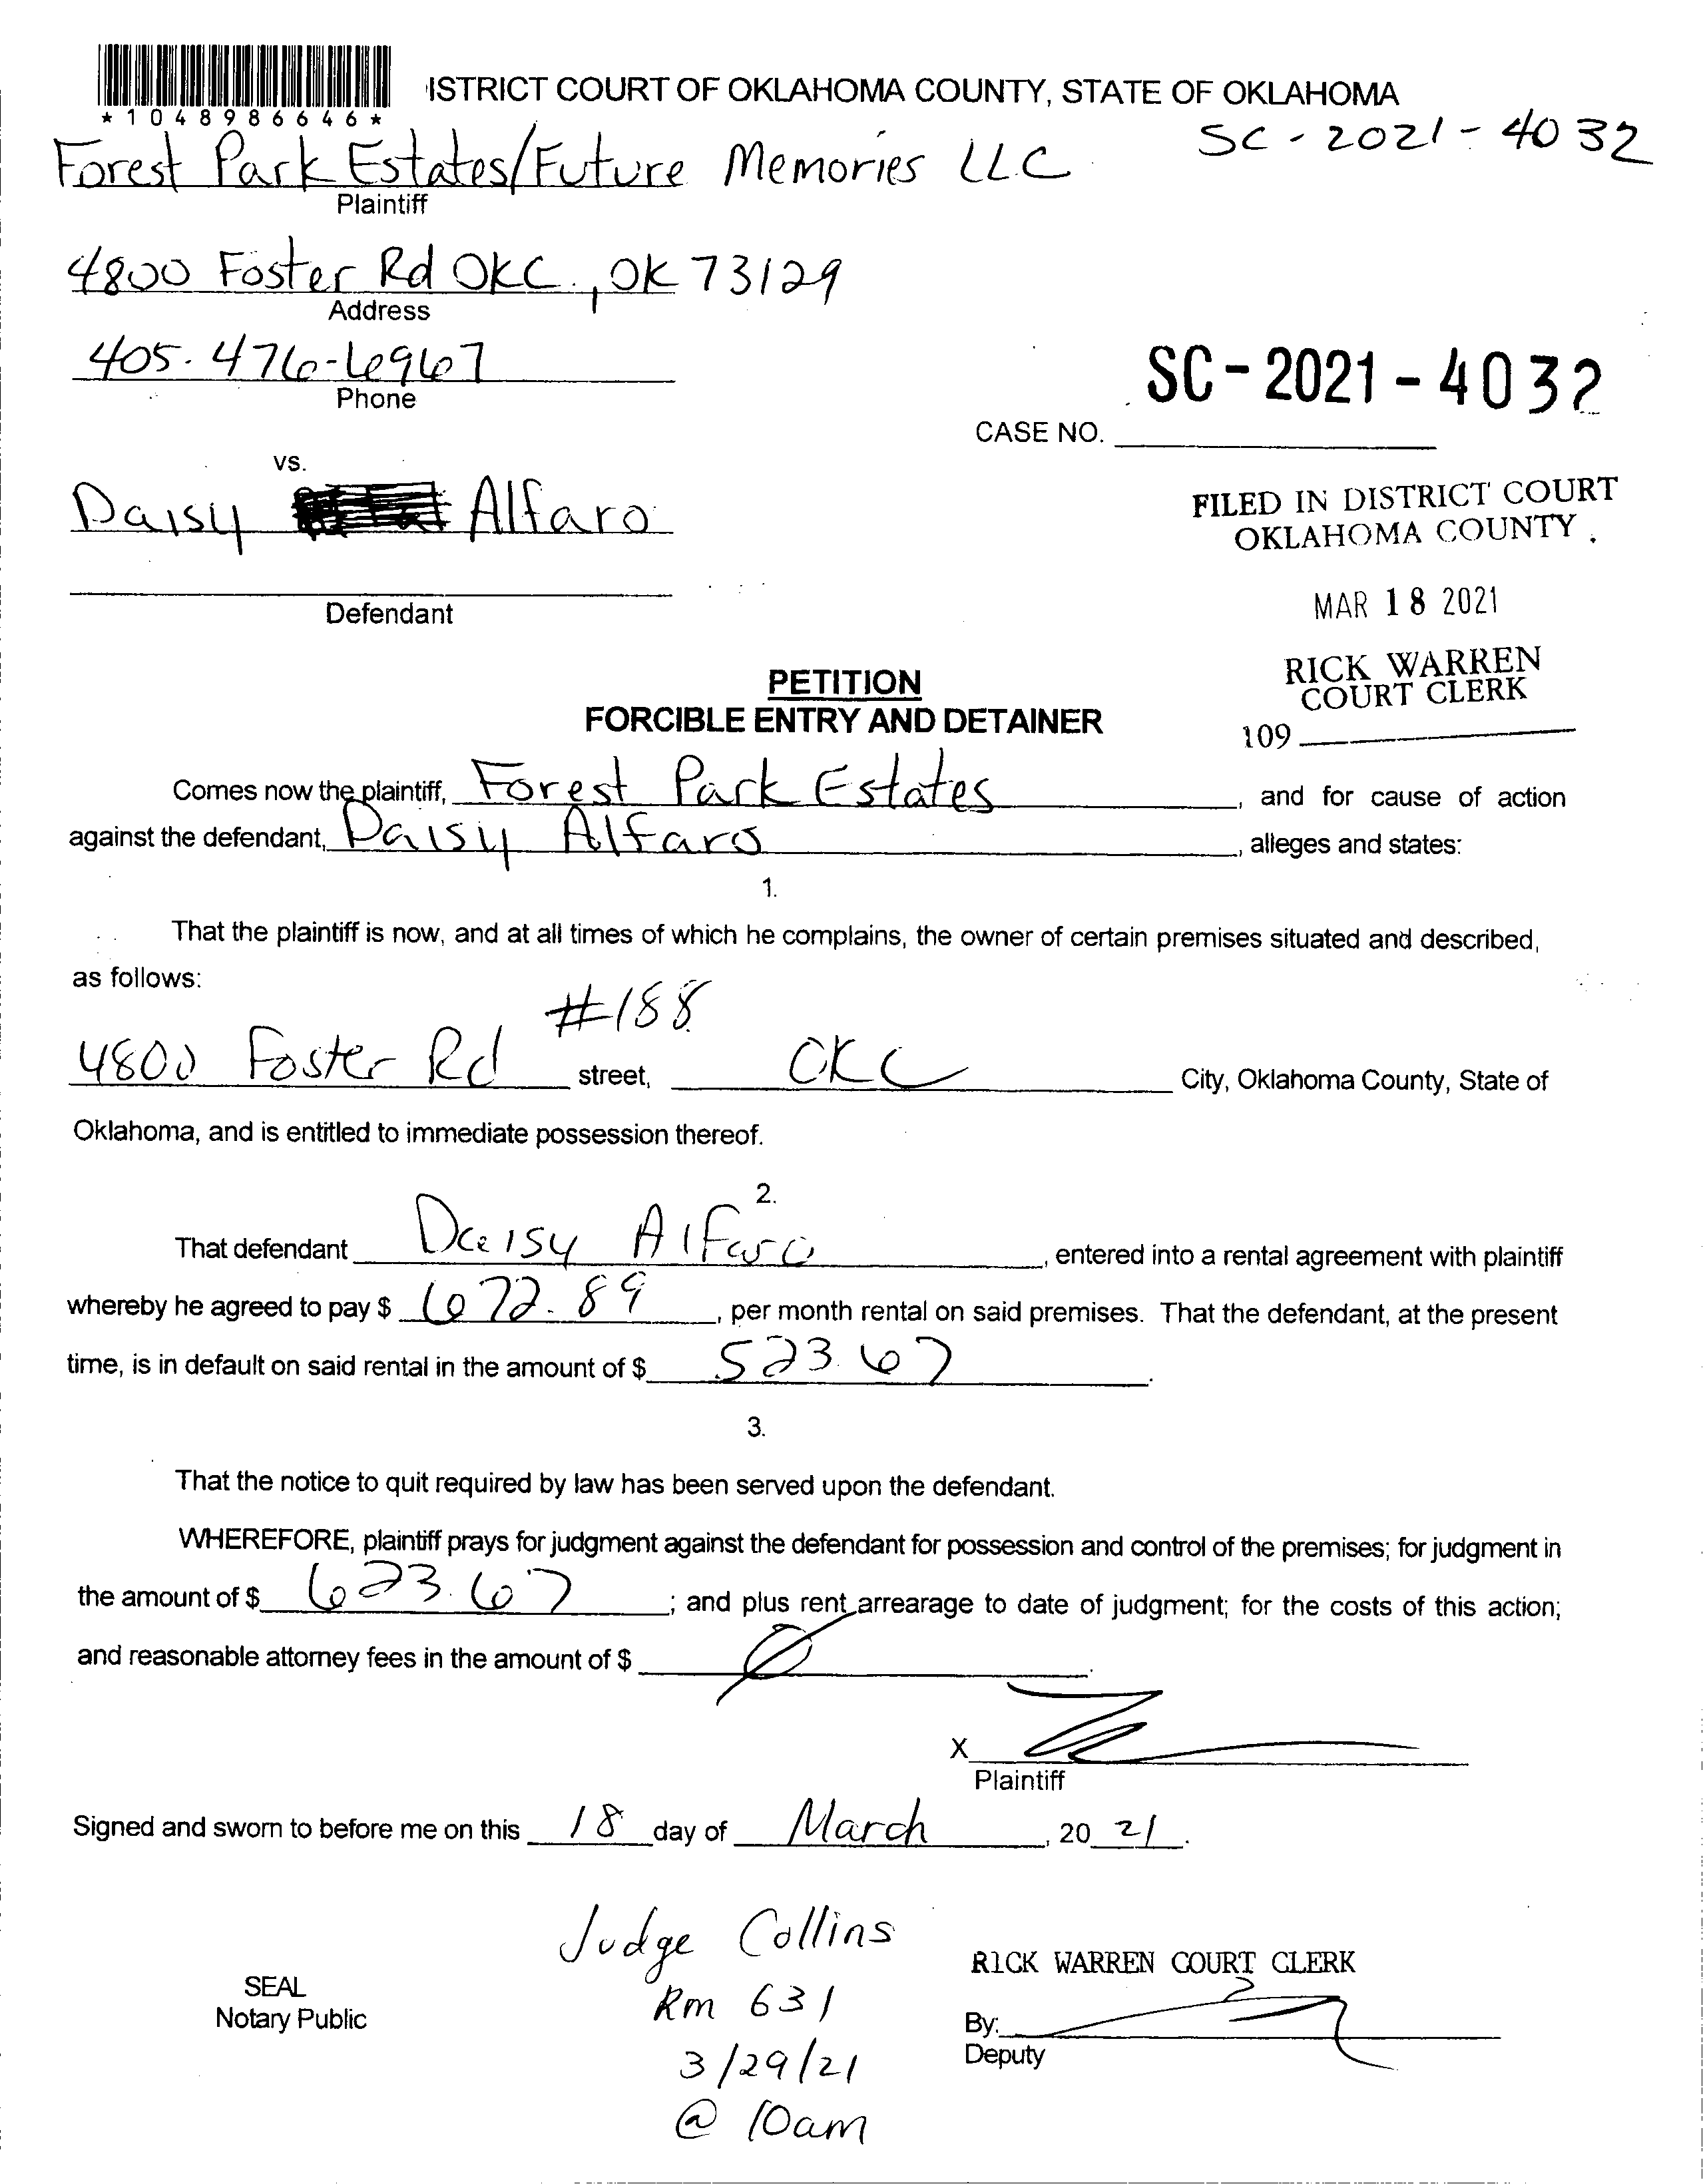 ISTRICT COURT OF OKLAHOMA COUNTY, STATE OF OKLAHOMA
*1048986646*
SC-2021-4032
Forest Park Estates/Future Memories LLC
Plaintiff
4800 Foster Rd OKC, OK 73129
Address
405-476-6967
Phone
SC-2021-4032
CASE NO.
vs.
Daisy Alfaro
FILED IN DISTRICT COURT
OKLAHOMA COUNTY.
Defendant
MAR 18 2021
RICK WARREN
COURT CLERK
109
PETITION
FORCIBLE ENTRY AND DETAINER
Comes now the plaintiff, Forest Park Estates, and for cause of action
against the defendant, Daisy Alfaro, alleges and states:
1.
That the plaintiff is now, and at all times of which he complains, the owner of certain premises situated and described,
as follows:
#188
4800 Foster Rd street, OKC City, Oklahoma County, State of
Oklahoma, and is entitled to immediate possession thereof.
2.
That defendant Daisy Alfaro, entered into a rental agreement with plaintiff
whereby he agreed to pay $ 672.89, per month rental on said premises. That the defendant, at the present
time, is in default on said rental in the amount of $ 523.67.
3.
That the notice to quit required by law has been served upon the defendant.
WHEREFORE, plaintiff prays for judgment against the defendant for possession and control of the premises; for judgment in
the amount of $ 623.67; and plus rent arrearage to date of judgment; for the costs of this action;
and reasonable attorney fees in the amount of $ Ø.
X
Plaintiff
Signed and sworn to before me on this 18 day of March, 20 21.
Judge Collins
Rm 631
3/29/21
@ 10am
SEAL
Notary Public
RICK WARREN COURT CLERK
By:
Deputy